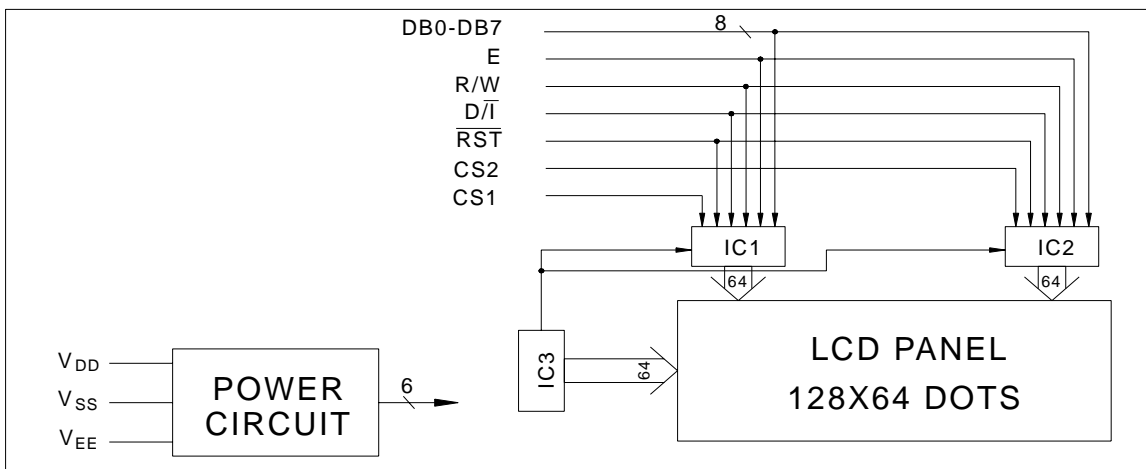 DB0-DB7
8
E
R/W
D/I̅
R̅S̅T̅
CS2
CS1
IC1
IC2
64
64
IC3
64
LCD PANEL
128X64 DOTS
VDD
VSS
VEE
POWER
CIRCUIT
6